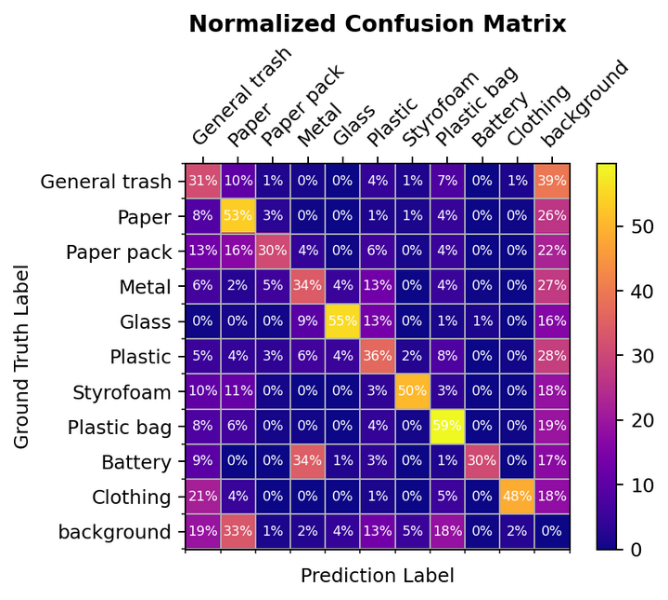 Normalized Confusion Matrix
General trash Paper Paper pack Metal Glass Plastic Styrofoam Plastic bag Battery Clothing background
General trash 31% 10% 1% 0% 0% 4% 1% 7% 0% 1% 39%
Paper 8% 53% 3% 0% 0% 1% 1% 4% 0% 0% 26%
Paper pack 13% 16% 30% 4% 0% 6% 0% 4% 0% 0% 22%
Metal 6% 2% 5% 34% 4% 13% 0% 4% 0% 0% 27%
Glass 0% 0% 0% 9% 55% 13% 0% 1% 1% 0% 16%
Plastic 5% 4% 3% 6% 4% 36% 2% 8% 0% 0% 28%
Styrofoam 10% 11% 0% 0% 0% 3% 50% 3% 0% 0% 18%
Plastic bag 8% 6% 0% 0% 0% 4% 0% 59% 0% 0% 19%
Battery 9% 0% 0% 34% 1% 3% 0% 1% 30% 0% 17%
Clothing 21% 4% 0% 0% 0% 1% 0% 5% 0% 48% 18%
background 19% 33% 1% 2% 4% 13% 5% 18% 0% 2% 0%
Ground Truth Label
Prediction Label
50
40
30
20
10
0